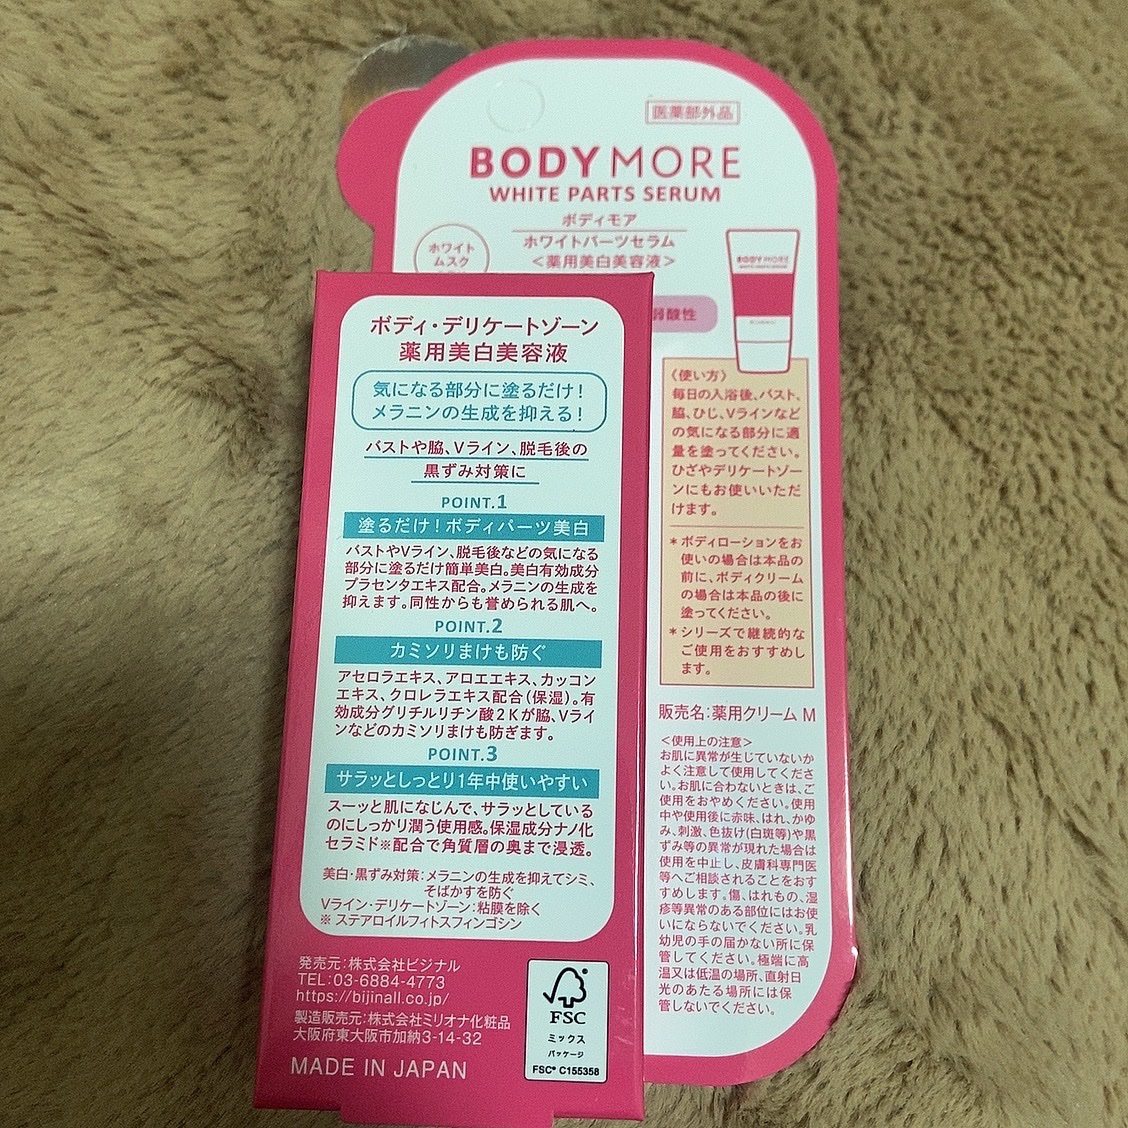 医薬部外品
BODY MORE
WHITE PARTS SERUM
ボディモア
ホワイトパーツセラム
<薬用美白美容液>
ホワイト
ムスク
BODY MORE
弱酸性
〈使い方〉
毎日の入浴後、バスト、
脇、ひじ、Vラインなど
の気になる部分に適
量を塗ってください。
ひざやデリケートゾー
ンにもお使いいただ
けます。
*ボディローションをお
使いの場合は本品の
前に、ボディクリーム
の場合は本品の後に
塗ってください。
*シリーズで継続的な
ご使用をおすすめし
ます。
販売名:薬用クリームM
<使用上の注意>
お肌に異常が生じていないか
よく注意して使用してくださ
い。お肌に合わないときは、ご
使用をおやめください。使用
中や使用後に赤味、はれ、かゆ
み、刺激、色抜け(白斑等)や黒
ずみ等の異常が現れた場合は
使用を中止し、皮膚科専門医
等へご相談されることをおす
すめします。傷、はれもの、湿
疹等異常のある部位にはお使
いにならないでください。乳
幼児の手の届かない所に保
管してください。極端に高
温又は低温の場所、直射日
光のあたる場所には保
管しないでください。
ボディ・デリケートゾーン
薬用美白美容液
気になる部分に塗るだけ!
メラニンの生成を抑える!
バストや脇、Vライン、脱毛後の
黒ずみ対策に
POINT.1
塗るだけ!ボディパーツ美白
バストやVライン、脱毛後などの気になる
部分に塗るだけ簡単美白。美白有効成分
プラセンタエキス配合。メラニンの生成を
抑えます。同性からも誉められる肌へ。
POINT.2
カミソリまけも防ぐ
アセロラエキス、アロエエキス、カッコン
エキス、クロレラエキス配合(保湿)。有
効成分グリチルリチン酸2Kが脇、Vライ
ンなどのカミソリまけも防ぎます。
POINT.3
サラッとしっとり1年中使いやすい
スーッと肌になじんで、サラッとしている
のにしっかり潤う使用感。保湿成分ナノ化
セラミド※配合で角質層の奥まで浸透。
美白・黒ずみ対策:メラニンの生成を抑えてシミ、
そばかすを防ぐ
Vライン・デリケートゾーン:粘膜を除く
※ ステアロイルフィトスフィンゴシン
発売元:株式会社ビジナル
TEL:03-6884-4773
https://bijinall.co.jp/
製造販売元:株式会社ミリオナ化粧品
大阪府東大阪市加納3-14-32
MADE IN JAPAN
FSC
ミックス
パッケージ
FSC® C155358